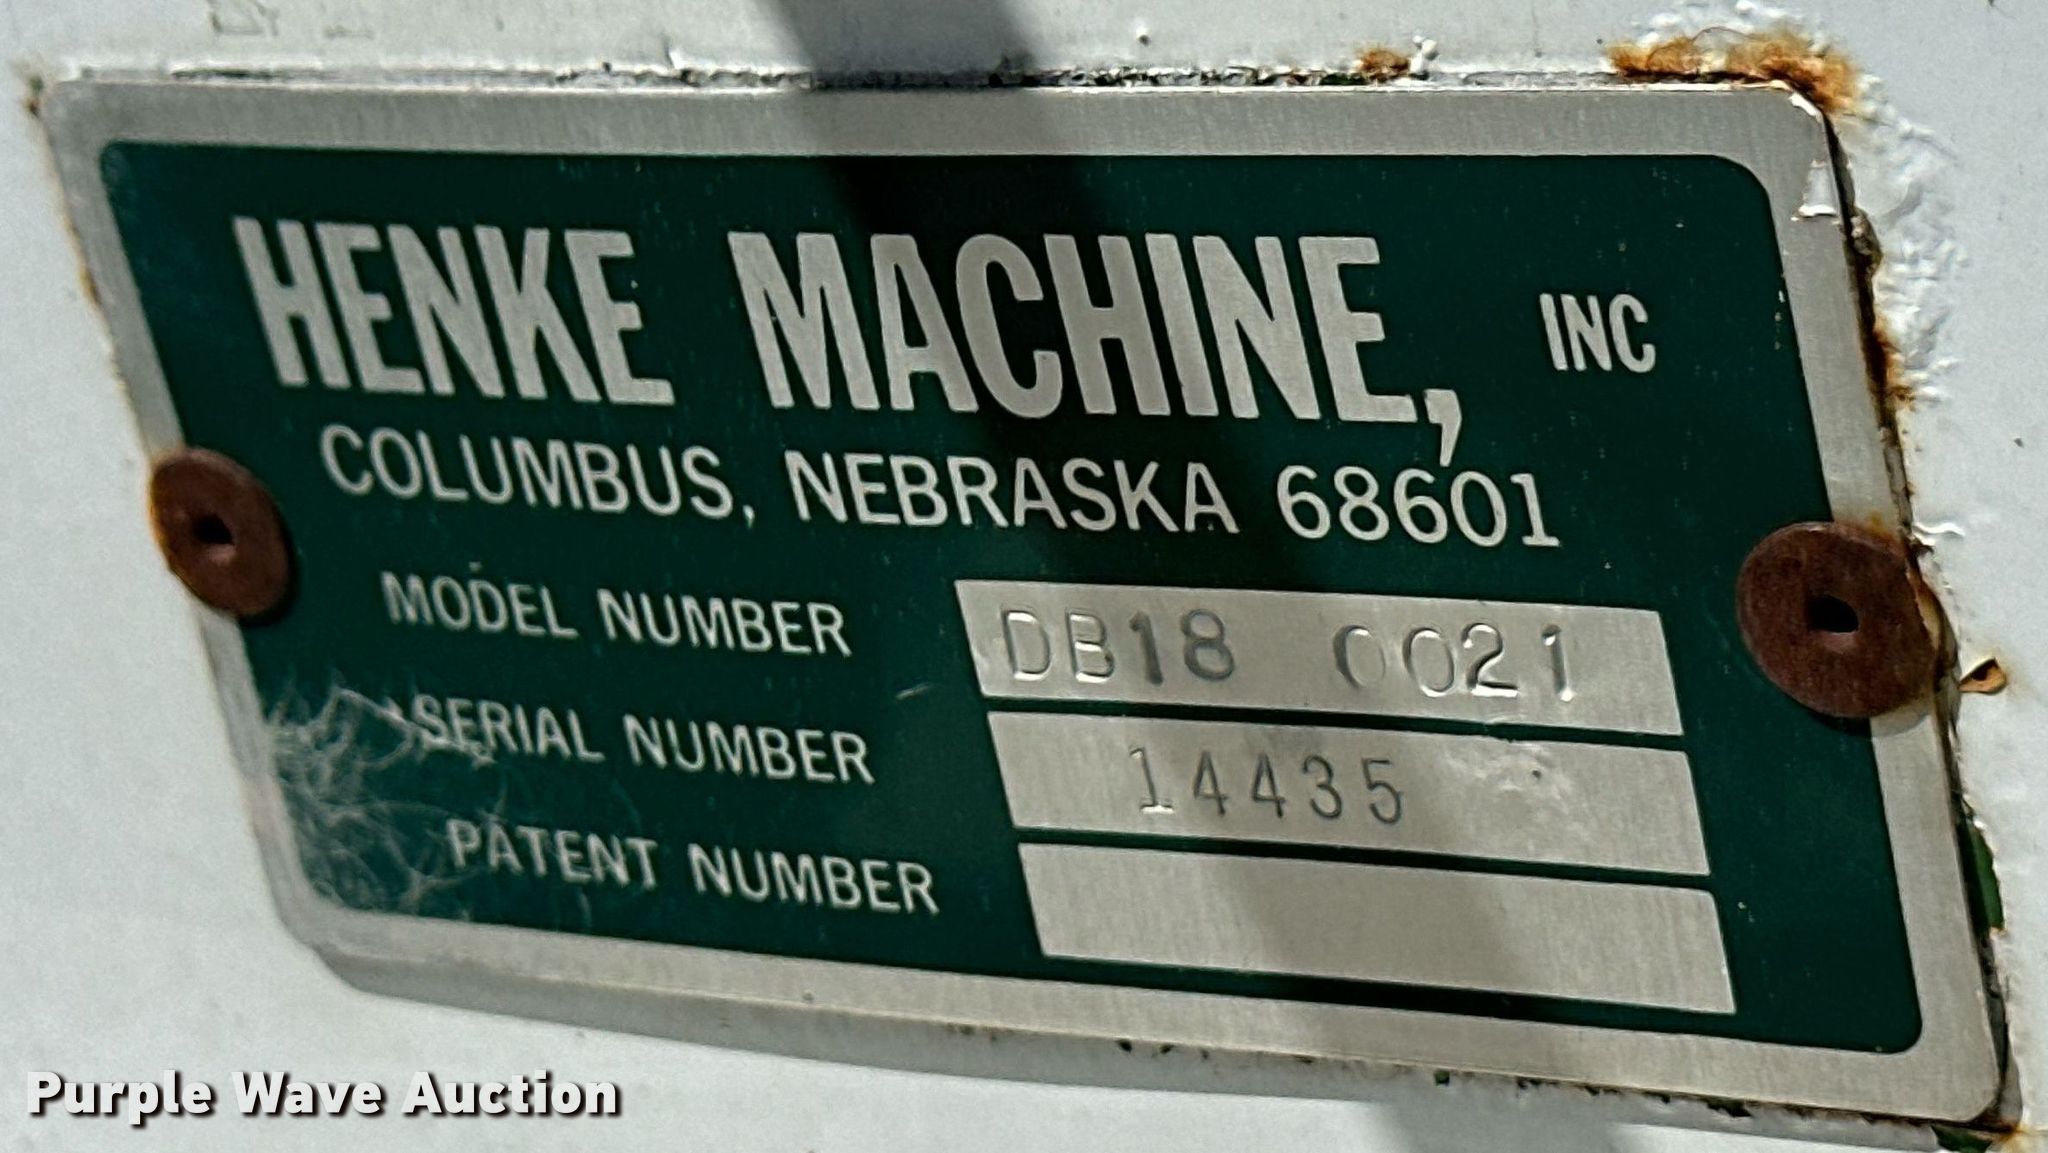 HENKE MACHINE, INC
COLUMBUS, NEBRASKA 68601
MODEL NUMBER DB18 0021
SERIAL NUMBER 14435
PATENT NUMBER
Purple Wave Auction